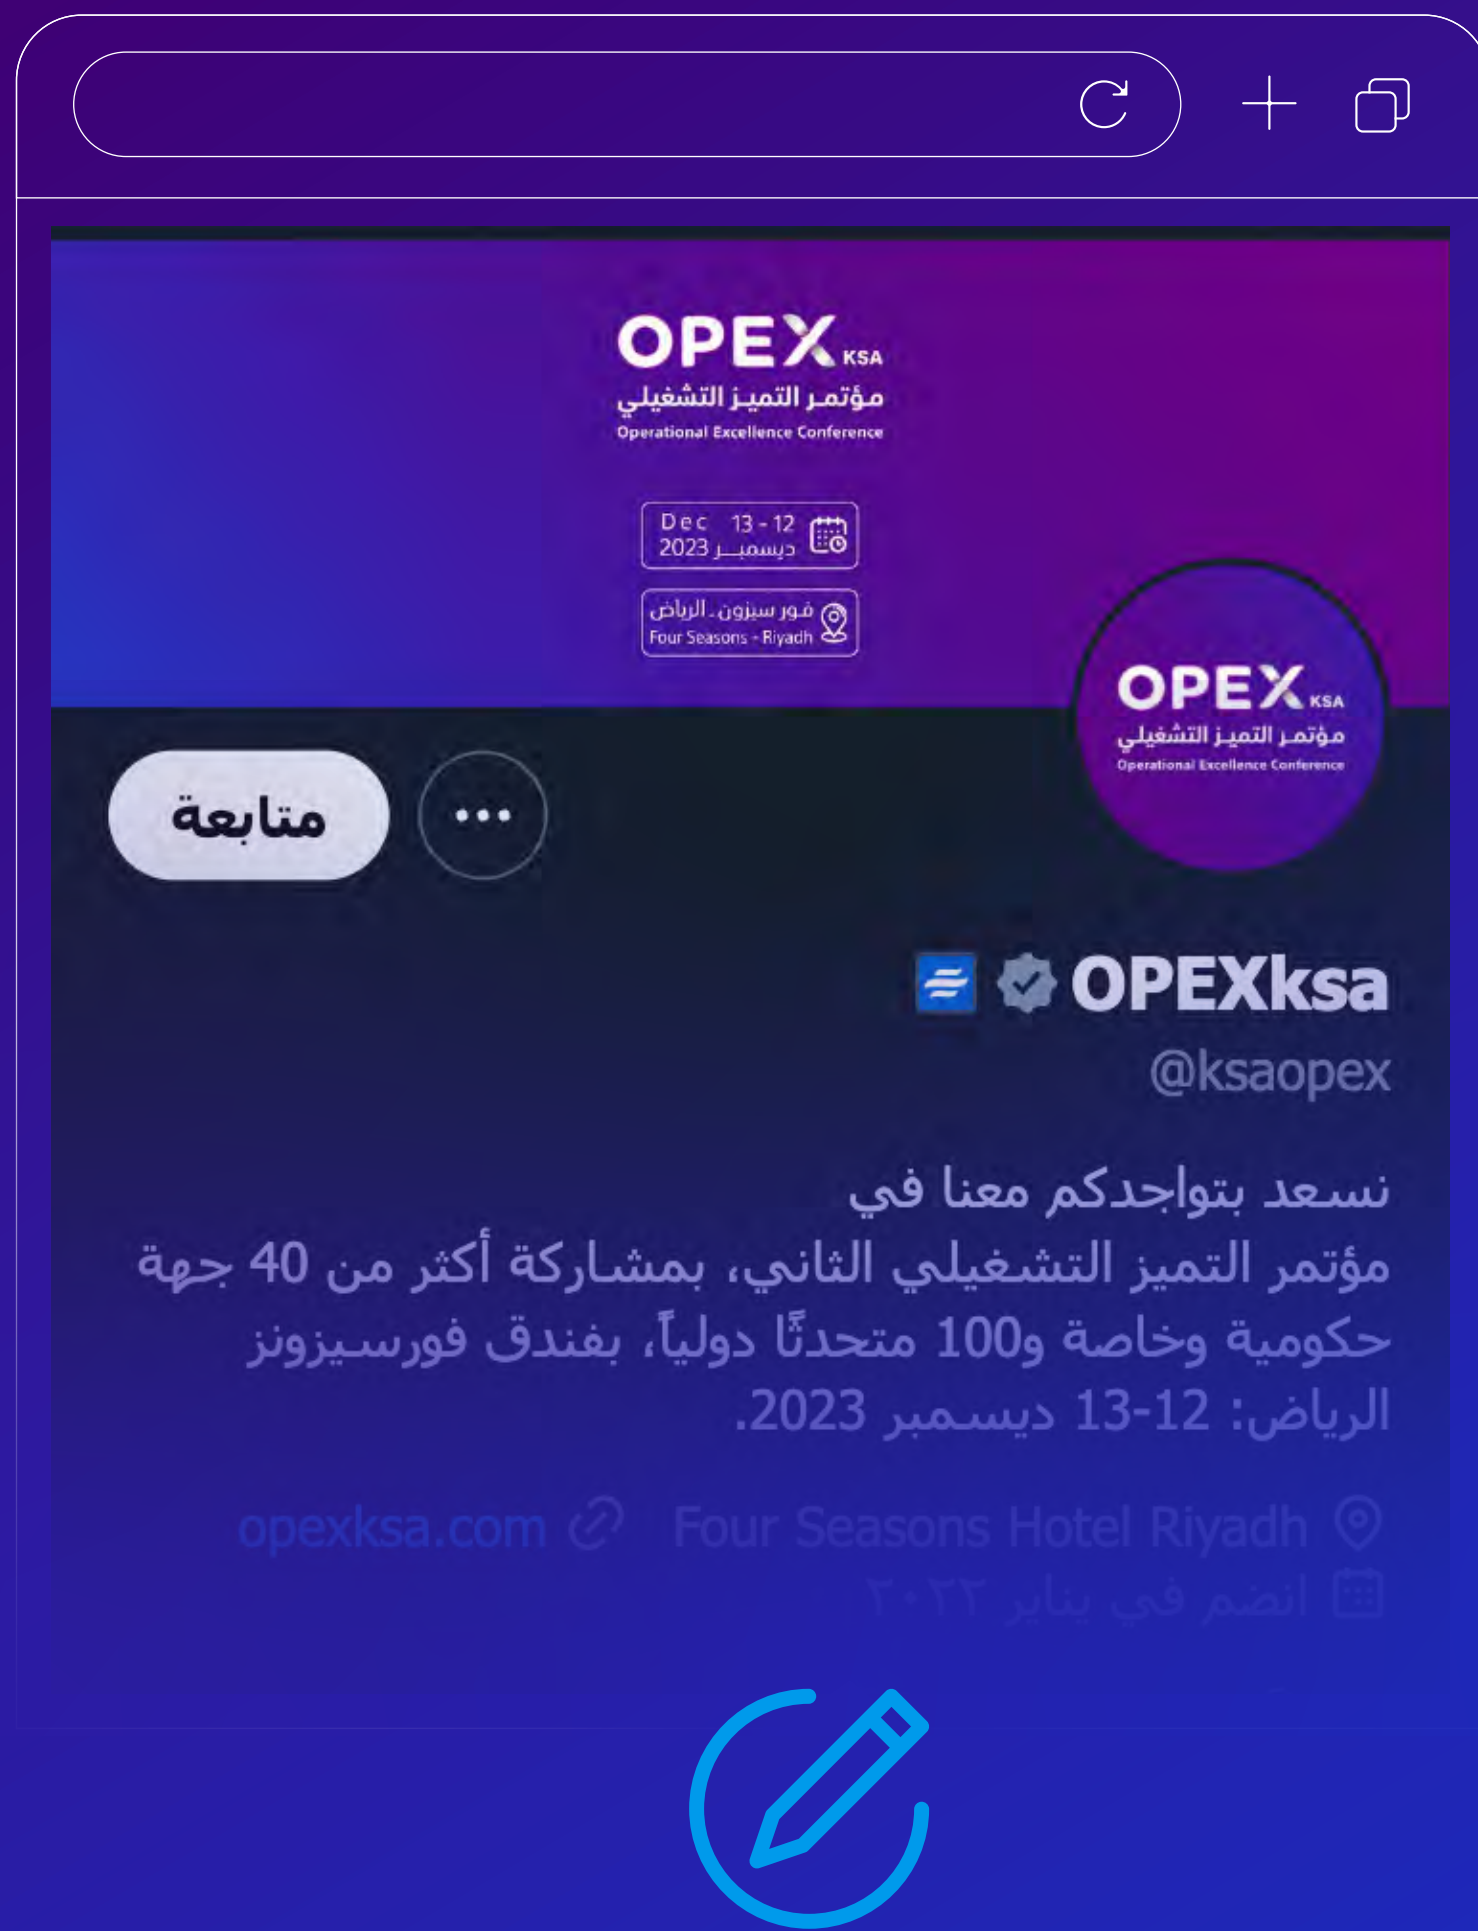 OPEX KSA
مؤتمر التميز التشغيلي
Operational Excellence Conference
Dec 13 - 12
ديسمبر 2023
فور سيزون - الرياض
Four Seasons - Riyadh
OPEX KSA
مؤتمر التميز التشغيلي
Operational Excellence Conference
متابعة
OPEXksa
@ksaopex
نسعد بتواجدكم معنا في
مؤتمر التميز التشغيلي الثاني، بمشاركة أكثر من 40 جهة
حكومية وخاصة و100 متحدثًا دولياً، بفندق فورسيزونز
الرياض: 12-13 ديسمبر 2023.
Four Seasons Hotel Riyadh opexksa.com
انضم في يناير ٢٠٢٢